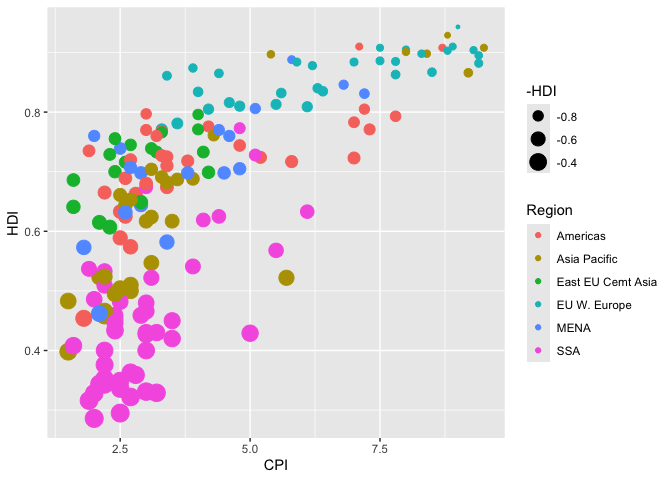 0.8
0.6
0.4
HDI
2.5
5.0
7.5
CPI
-HDI
-0.8
-0.6
-0.4
Region
Americas
Asia Pacific
East EU Cemt Asia
EU W. Europe
MENA
SSA